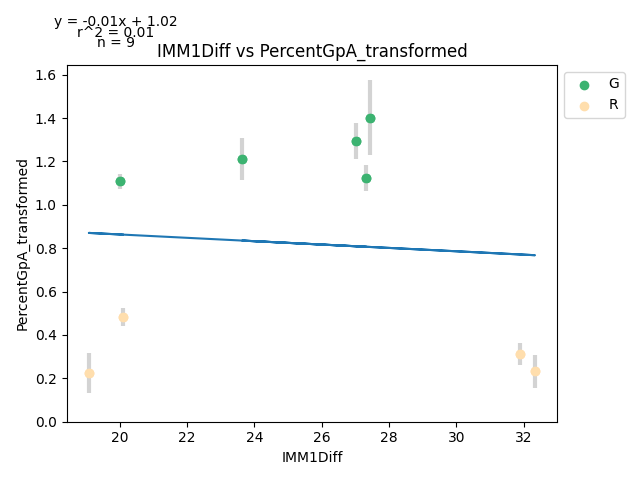 y = -0.01x + 1.02
r^2 = 0.01
n = 9
IMM1Diff vs PercentGpA_transformed
G
R
PercentGpA_transformed
1.6
1.4
1.2
1.0
0.8
0.6
0.4
0.2
0.0
20
22
24
26
28
30
32
IMM1Diff